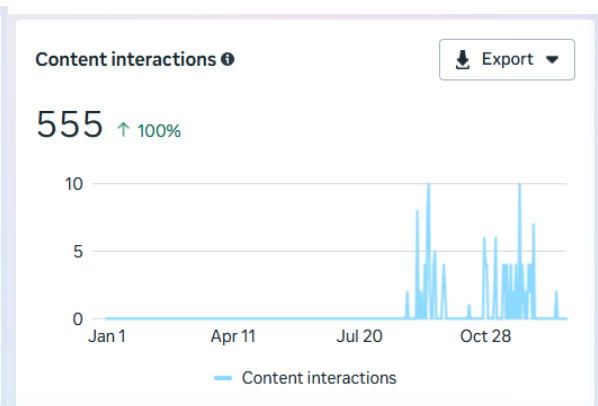 Content interactions
Export
555 ↑ 100%
10
5
0
Jan 1 Apr 11 Jul 20 Oct 28
Content interactions